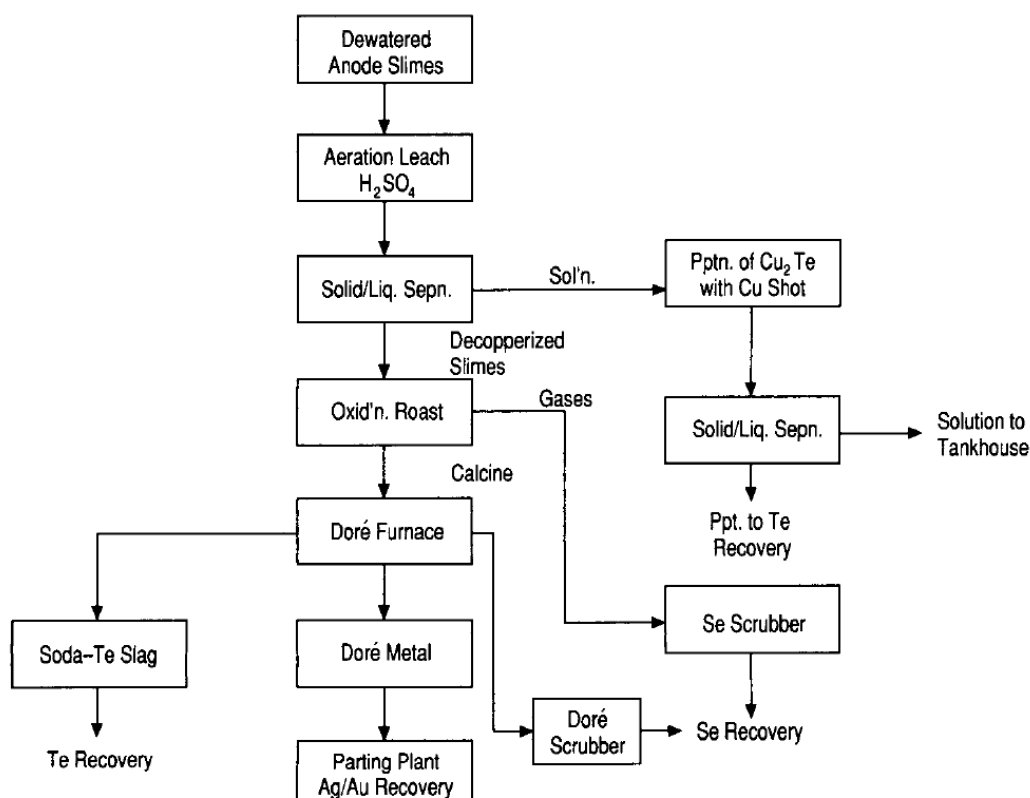 Dewatered
Anode Slimes
Aeration Leach
H₂SO₄
Solid/Liq. Sepn.
Sol'n.
Pptn. of Cu₂ Te
with Cu Shot
Decopperized
Slimes
Oxid'n. Roast
Gases
Solid/Liq. Sepn.
Solution to
Tankhouse
Calcine
Doré Furnace
Ppt. to Te
Recovery
Soda–Te Slag
Doré Metal
Se Scrubber
Te Recovery
Parting Plant
Ag/Au Recovery
Doré
Scrubber
Se Recovery